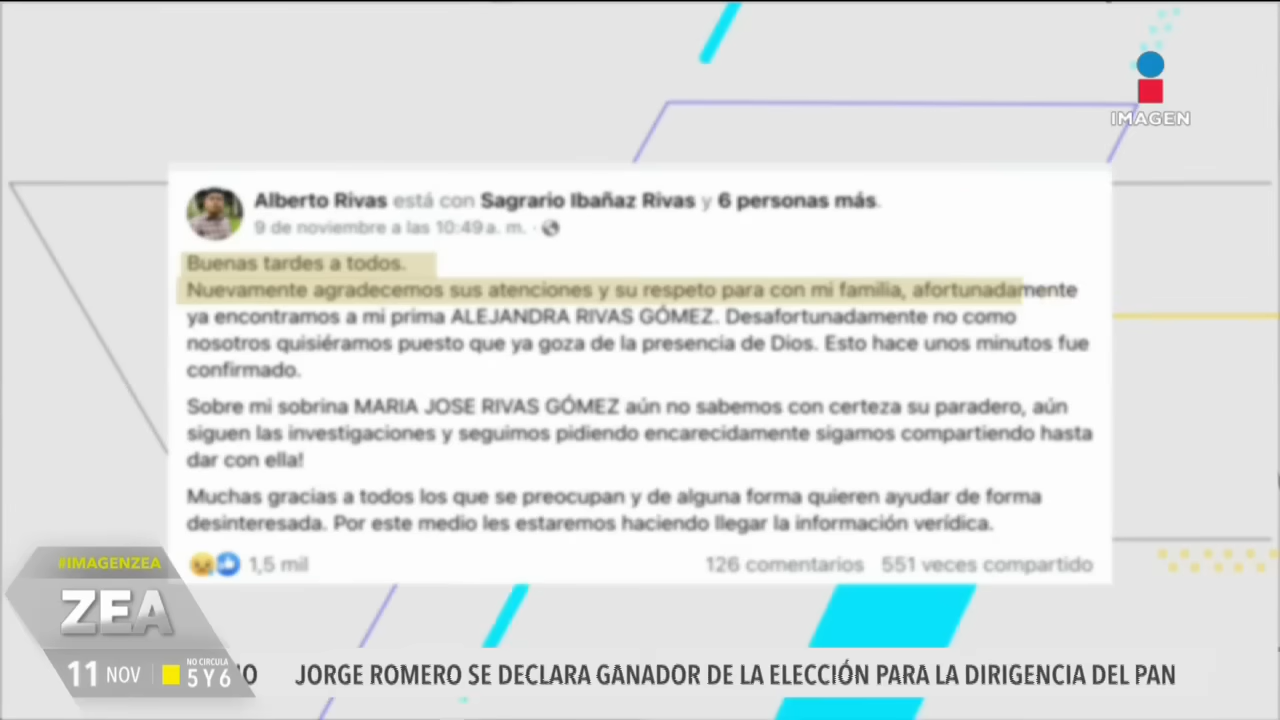 IMAGEN
Alberto Rivas está con Sagrario Ibañaz Rivas y 6 personas más.
9 de noviembre a las 10:49 a. m. ·
Buenas tardes a todos.
Nuevamente agradecemos sus atenciones y su respeto para con mi familia, afortunadamente
ya encontramos a mi prima ALEJANDRA RIVAS GÓMEZ. Desafortunadamente no como
nosotros quisiéramos puesto que ya goza de la presencia de Dios. Esto hace unos minutos fue
confirmado.
Sobre mi sobrina MARIA JOSE RIVAS GÓMEZ aún no sabemos con certeza su paradero, aún
siguen las investigaciones y seguimos pidiendo encarecidamente sigamos compartiendo hasta
dar con ella!
Muchas gracias a todos los que se preocupan y de alguna forma quieren ayudar de forma
desinteresada. Por este medio les estaremos haciendo llegar la información verídica.
1,5 mil
126 comentarios 551 veces compartido
#IMAGENZEA
ZEA
11 NOV
NO CIRCULA
5 Y 6
JORGE ROMERO SE DECLARA GANADOR DE LA ELECCIÓN PARA LA DIRIGENCIA DEL PAN